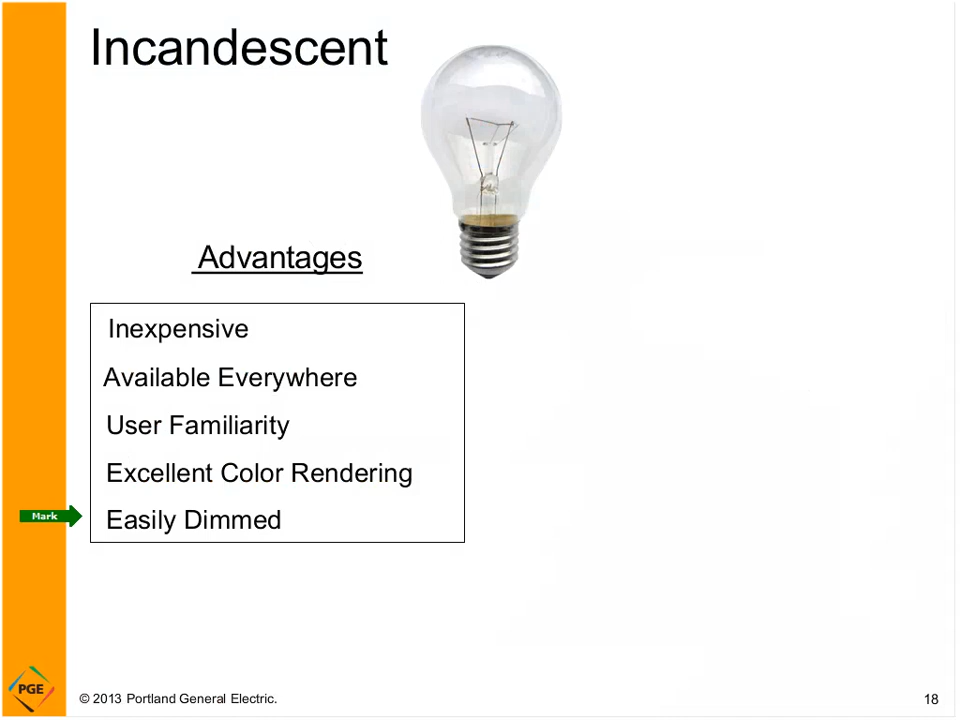 Incandescent
Advantages
Inexpensive
Available Everywhere
User Familiarity
Excellent Color Rendering
Mark
Easily Dimmed
PGE
© 2013 Portland General Electric.
18